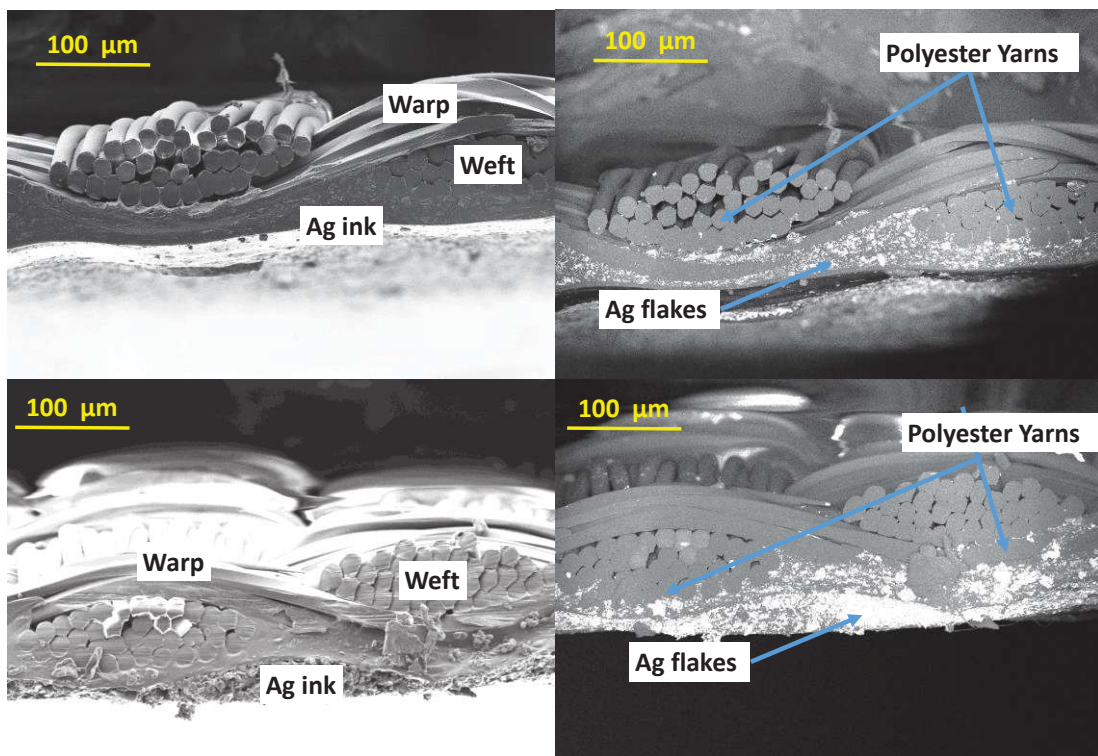 100 µm
Warp
Weft
Ag ink
100 µm
Polyester Yarns
Ag flakes
100 µm
Warp
Weft
Ag ink
100 µm
Polyester Yarns
Ag flakes